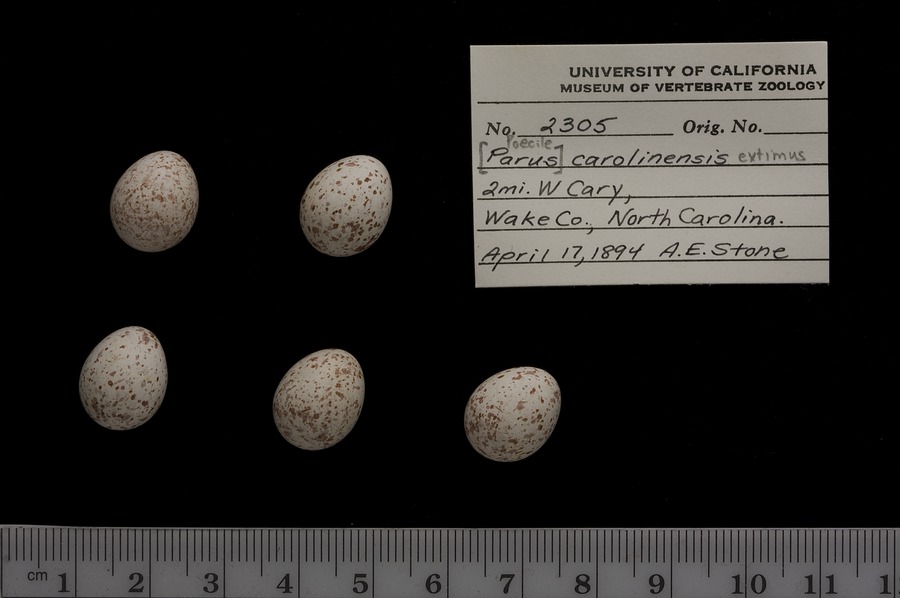 UNIVERSITY OF CALIFORNIA
MUSEUM OF VERTEBRATE ZOOLOGY
No. 2305 Orig. No.
Poecile
[Parus] carolinensis extimus
2mi. W Cary,
Wake Co., North Carolina.
April 17, 1894 A.E. Stone
cm 1 2 3 4 5 6 7 8 9 10 11 1